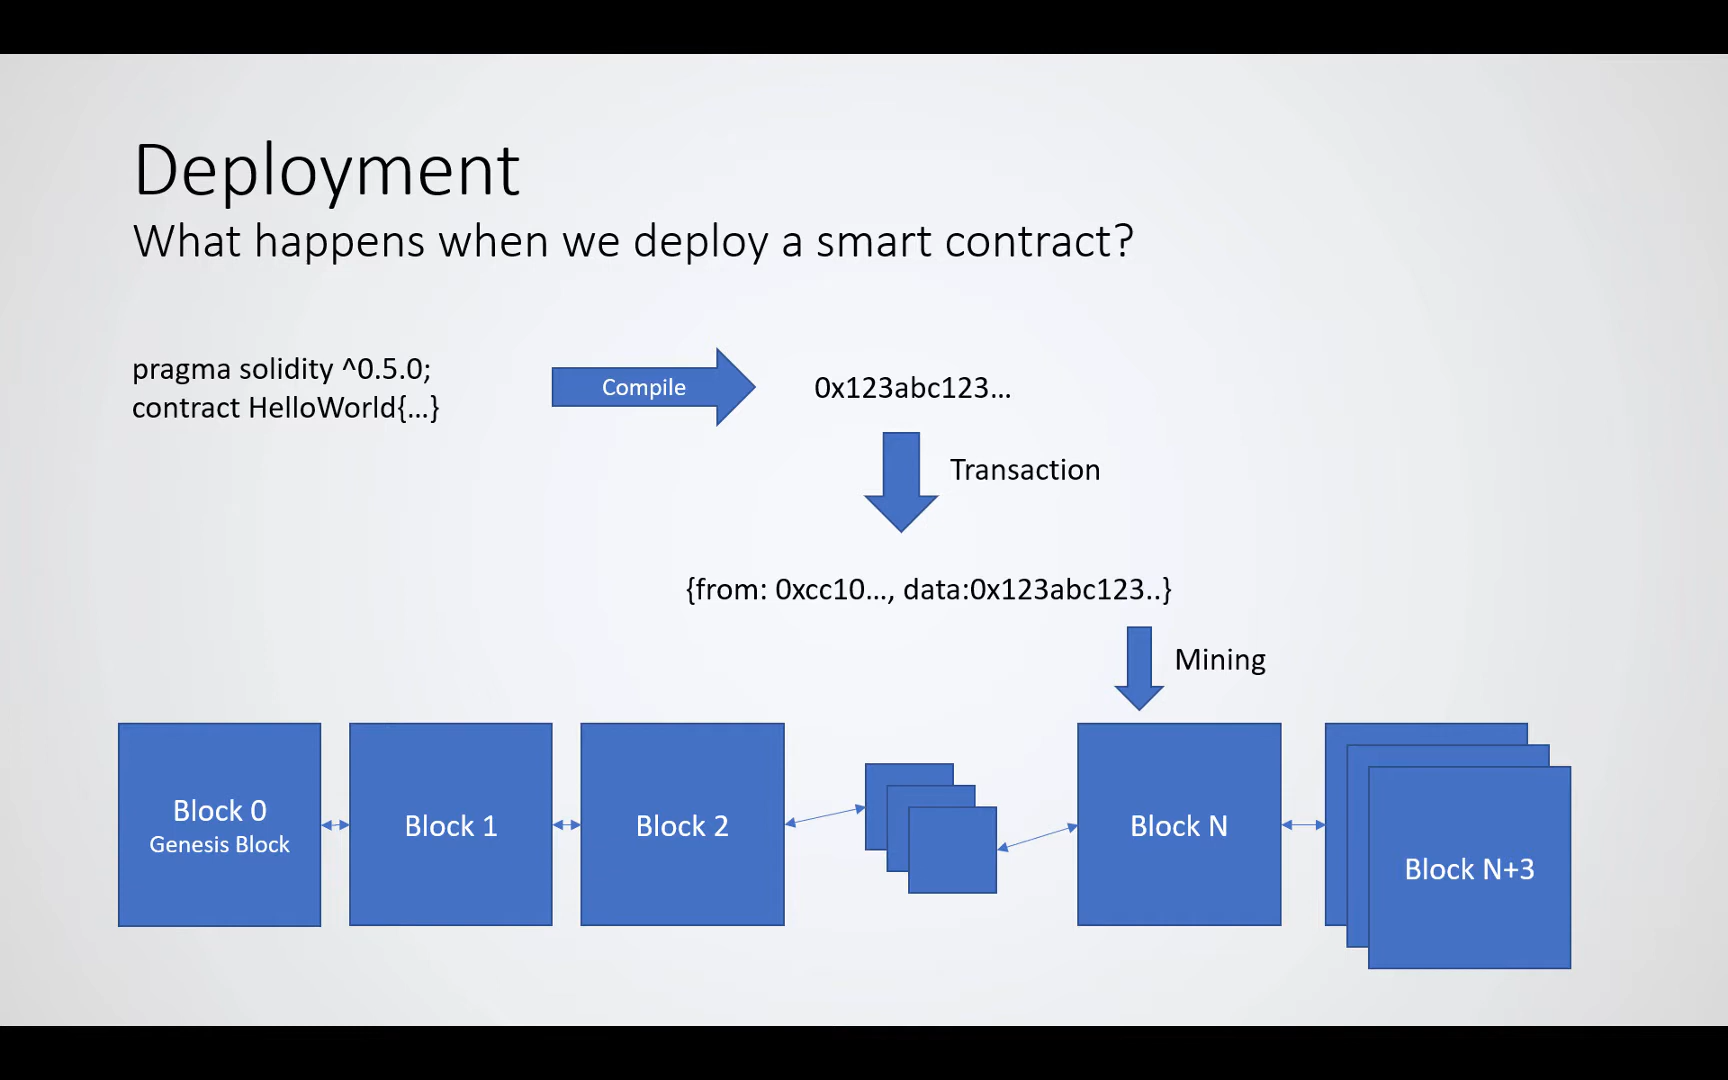 Deployment
What happens when we deploy a smart contract?
pragma solidity ^0.5.0;
contract HelloWorld{...}
Compile
0x123abc123...
Transaction
{from: 0xcc10..., data:0x123abc123..}
Mining
Block 0
Genesis Block
Block 1
Block 2
Block N
Block N+3